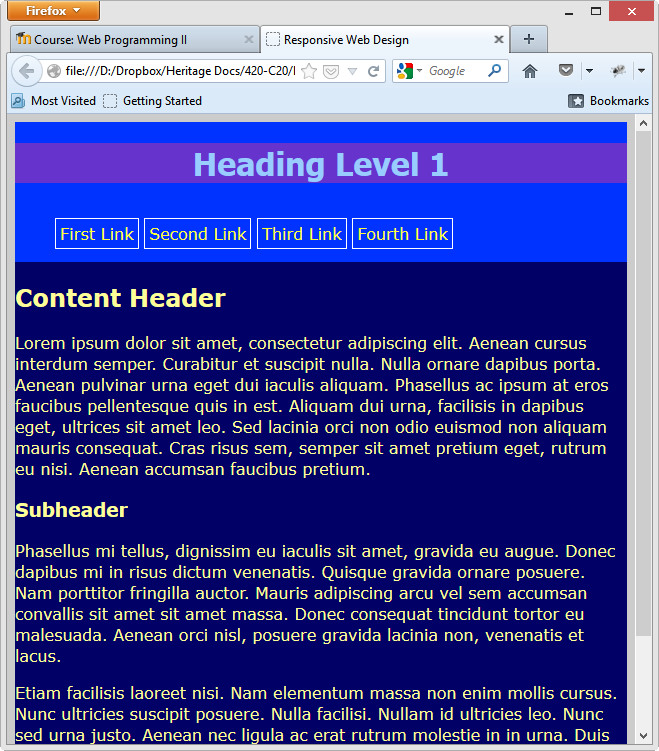 Firefox
Course: Web Programming II
Responsive Web Design
file:///D:/Dropbox/Heritage Docs/420-C20/
Google
Most Visited
Getting Started
Bookmarks
Heading Level 1
First Link Second Link Third Link Fourth Link
Content Header
Lorem ipsum dolor sit amet, consectetur adipiscing elit. Aenean cursus
interdum semper. Curabitur et suscipit nulla. Nulla ornare dapibus porta.
Aenean pulvinar urna eget dui iaculis aliquam. Phasellus ac ipsum at eros
faucibus pellentesque quis in est. Aliquam dui urna, facilisis in dapibus
eget, ultrices sit amet leo. Sed lacinia orci non odio euismod non aliquam
mauris consequat. Cras risus sem, semper sit amet pretium eget, rutrum
eu nisi. Aenean accumsan faucibus pretium.
Subheader
Phasellus mi tellus, dignissim eu iaculis sit amet, gravida eu augue. Donec
dapibus mi in risus dictum venenatis. Quisque gravida ornare posuere.
Nam porttitor fringilla auctor. Mauris adipiscing arcu vel sem accumsan
convallis sit amet sit amet massa. Donec consequat tincidunt tortor eu
malesuada. Aenean orci nisl, posuere gravida lacinia non, venenatis et
lacus.
Etiam facilisis laoreet nisi. Nam elementum massa non enim mollis cursus.
Nunc ultricies suscipit posuere. Nulla facilisi. Nullam id ultricies leo. Nunc
sed urna justo. Aenean nec ligula ac erat rutrum molestie in in urna. Duis